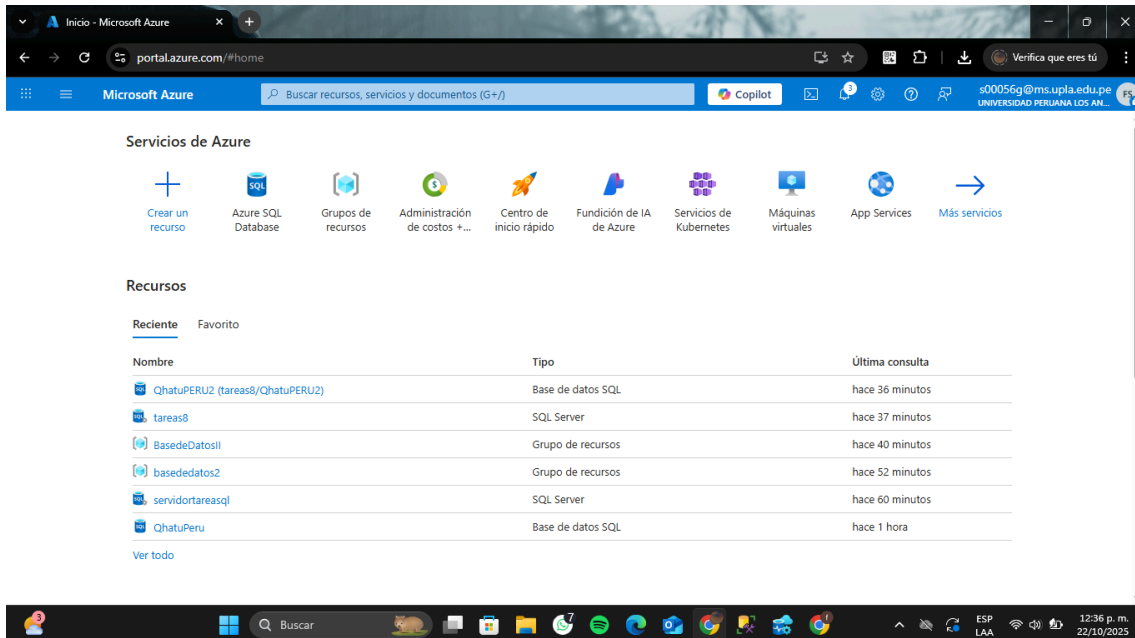 Inicio - Microsoft Azure
portal.azure.com/#home
Verifica que eres tú
Microsoft Azure
Buscar recursos, servicios y documentos (G+/)
Copilot
3
s00056g@ms.upla.edu.pe
UNIVERSIDAD PERUANA LOS AN...
FS
Servicios de Azure
Crear un recurso
SQL
Azure SQL Database
Grupos de recursos
Administración de costos +...
Centro de inicio rápido
Fundición de IA de Azure
Servicios de Kubernetes
Máquinas virtuales
App Services
Más servicios
Recursos
Reciente Favorito
Nombre Tipo Última consulta
QhatuPERU2 (tareas8/QhatuPERU2) Base de datos SQL hace 36 minutos
tareas8 SQL Server hace 37 minutos
BasedeDatosII Grupo de recursos hace 40 minutos
basededatos2 Grupo de recursos hace 52 minutos
servidortareasql SQL Server hace 60 minutos
QhatuPeru Base de datos SQL hace 1 hora
Ver todo
3
Buscar
7
ESP
LAA
12:36 p. m.
22/10/2025